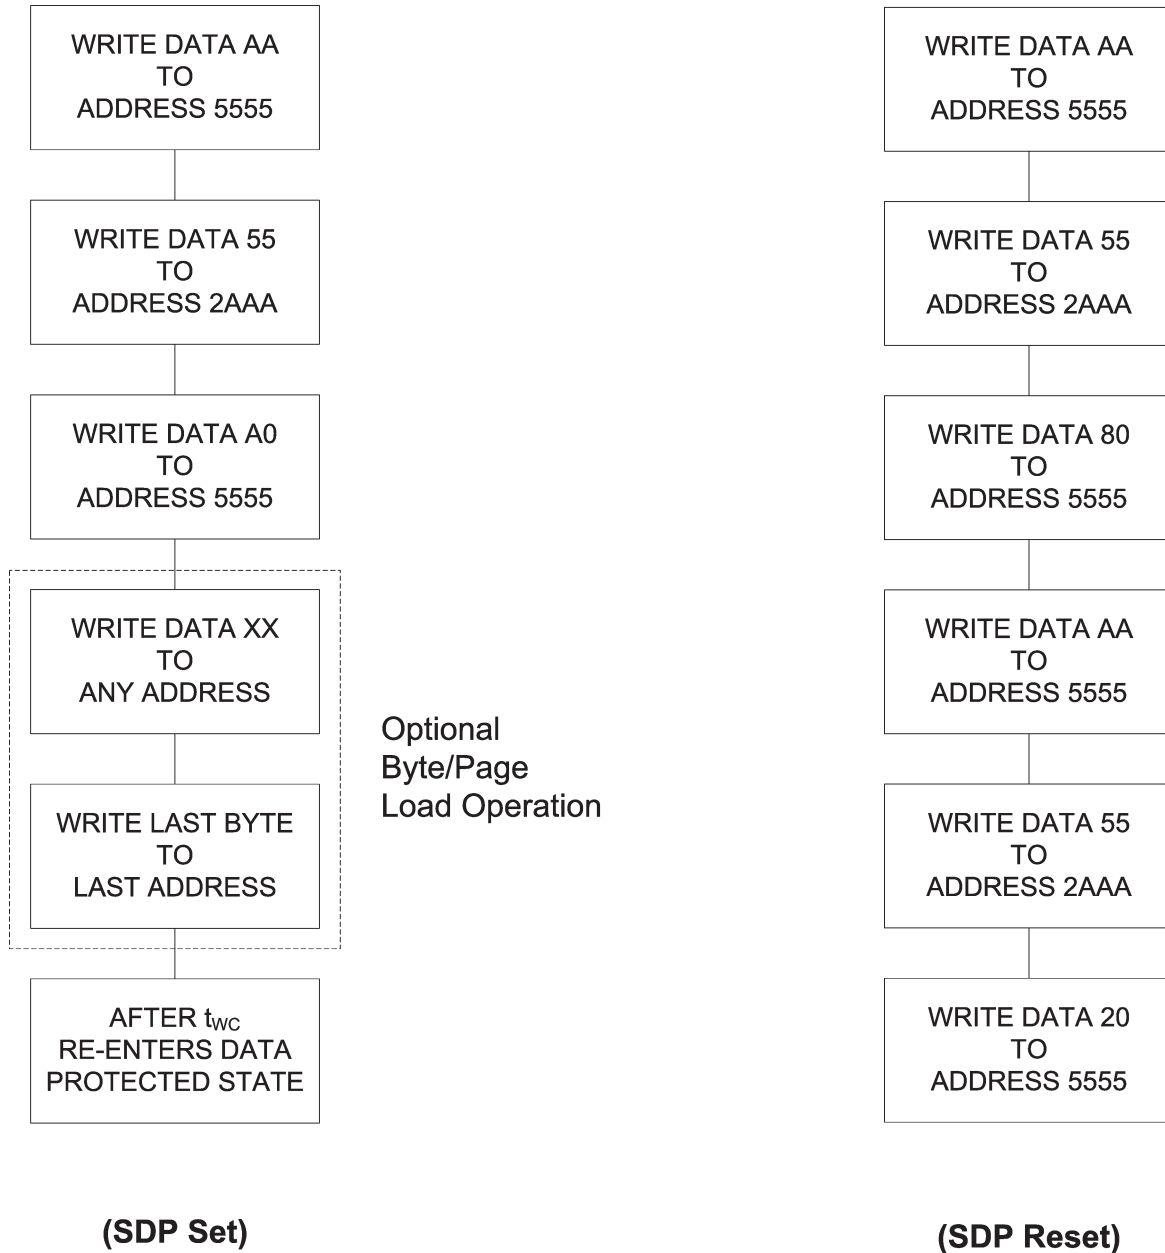 WRITE DATA AA
TO
ADDRESS 5555
WRITE DATA 55
TO
ADDRESS 2AAA
WRITE DATA A0
TO
ADDRESS 5555
WRITE DATA XX
TO
ANY ADDRESS
WRITE LAST BYTE
TO
LAST ADDRESS
Optional
Byte/Page
Load Operation
AFTER tWC
RE-ENTERS DATA
PROTECTED STATE
(SDP Set)
WRITE DATA AA
TO
ADDRESS 5555
WRITE DATA 55
TO
ADDRESS 2AAA
WRITE DATA 80
TO
ADDRESS 5555
WRITE DATA AA
TO
ADDRESS 5555
WRITE DATA 55
TO
ADDRESS 2AAA
WRITE DATA 20
TO
ADDRESS 5555
(SDP Reset)